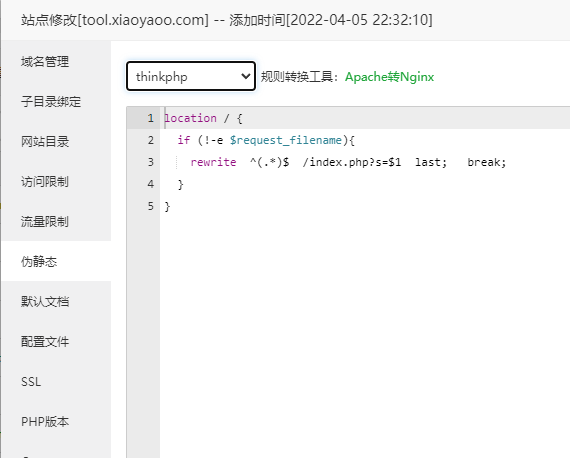 站点修改[tool.xiaoyaoo.com] -- 添加时间[2022-04-05 22:32:10]
域名管理
子目录绑定
网站目录
访问限制
流量限制
伪静态
默认文档
配置文件
SSL
PHP版本
thinkphp 规则转换工具：Apache转Nginx
1 location / {
2 if (!-e $request_filename){
3 rewrite ^(.*)$ /index.php?s=$1 last; break;
4 }
5 }